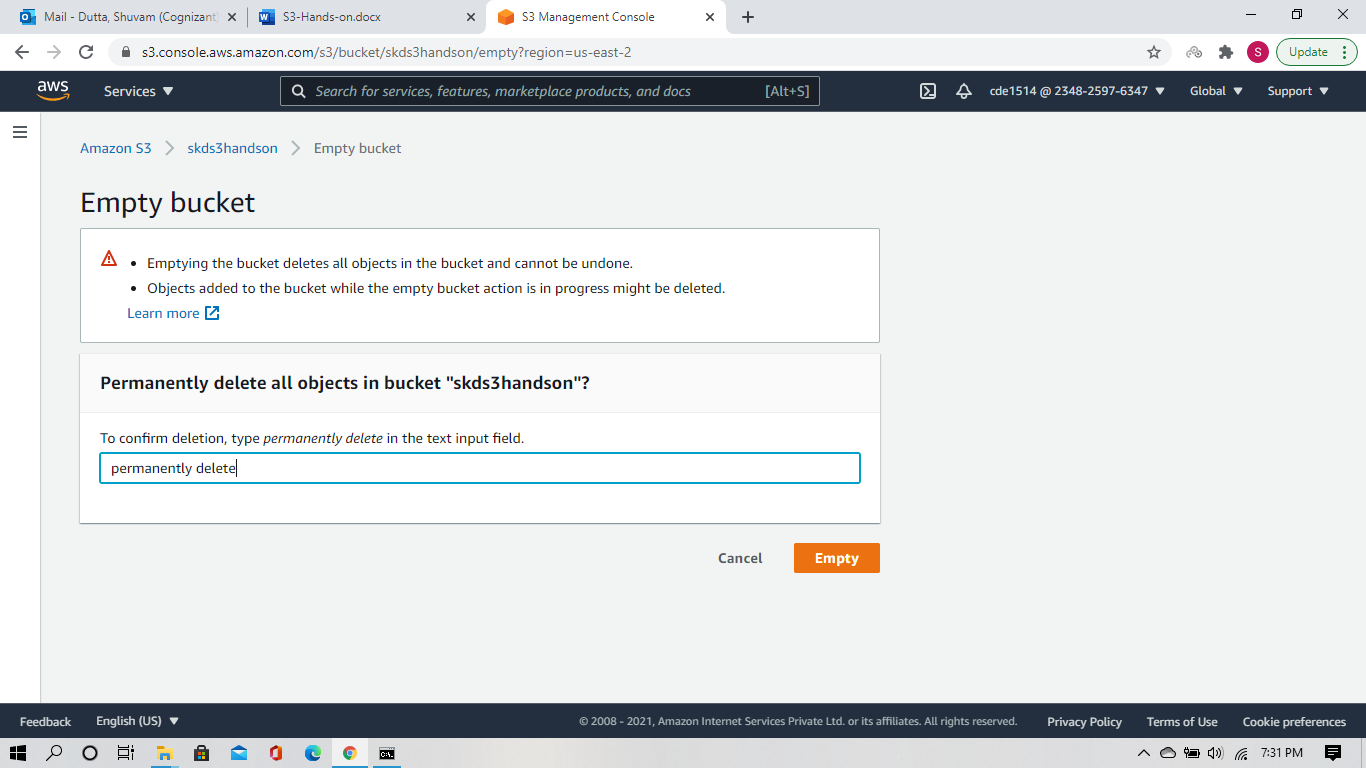 Mail - Dutta, Shuvam (Cognizant
S3-Hands-on.docx
S3 Management Console
s3.console.aws.amazon.com/s3/bucket/skds3handson/empty?region=us-east-2
S
Update
aws
Services
Search for services, features, marketplace products, and docs
[Alt+S]
cde1514 @ 2348-2597-6347
Global
Support
Amazon S3
skds3handson
Empty bucket
Empty bucket
Emptying the bucket deletes all objects in the bucket and cannot be undone.
Objects added to the bucket while the empty bucket action is in progress might be deleted.
Learn more
Permanently delete all objects in bucket "skds3handson"?
To confirm deletion, type permanently delete in the text input field.
permanently delete
Cancel
Empty
Feedback
English (US)
© 2008 - 2021, Amazon Internet Services Private Ltd. or its affiliates. All rights reserved.
Privacy Policy
Terms of Use
Cookie preferences
7:31 PM